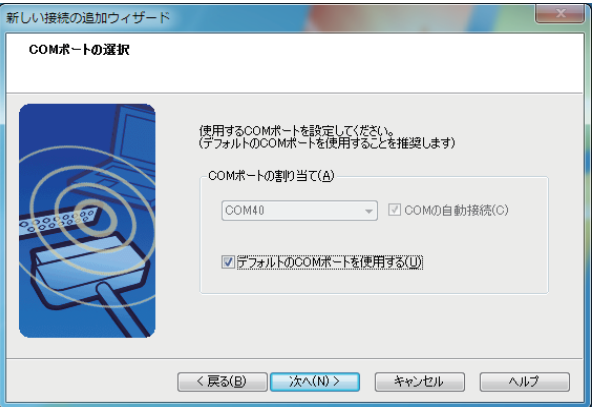 新しい接続の追加ウィザード
COMポートの選択
使用するCOMポートを設定してください。
(デフォルトのCOMポートを使用することを推奨します)
COMポートの割り当て(A)
COM40
COMの自動接続(C)
デフォルトのCOMポートを使用する(U)
< 戻る(B)
次へ(N) >
キャンセル
ヘルプ